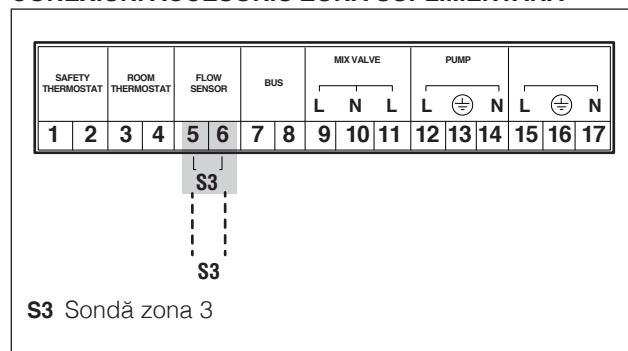 SAFETY THERMOSTAT ROOM THERMOSTAT FLOW SENSOR BUS MIX VALVE PUMP
L N L L N L N
1 2 3 4 5 6 7 8 9 10 11 12 13 14 15 16 17
S3
S3
S3 Sondă zona 3